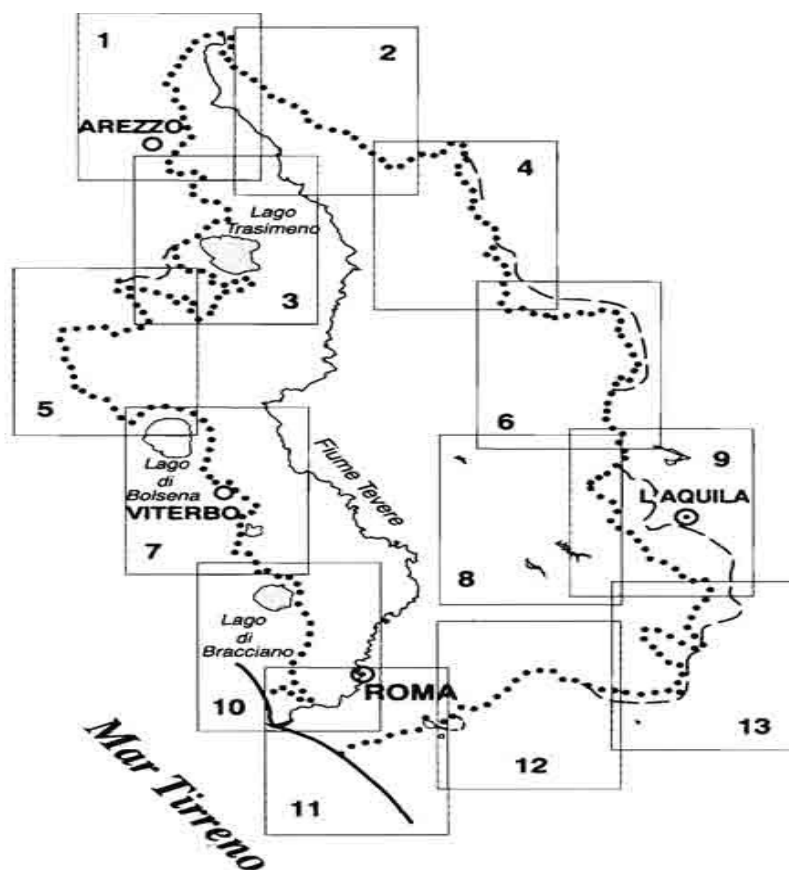 1
2
AREZZO
4
Lago
Trasimeno
3
5
6
Fiume Tevere
9
Lago
di
Bolsena
L'AQUILA
VITERBO
7
8
Lago
di
Bracciano
ROMA
10
13
12
11
Mar Tirreno